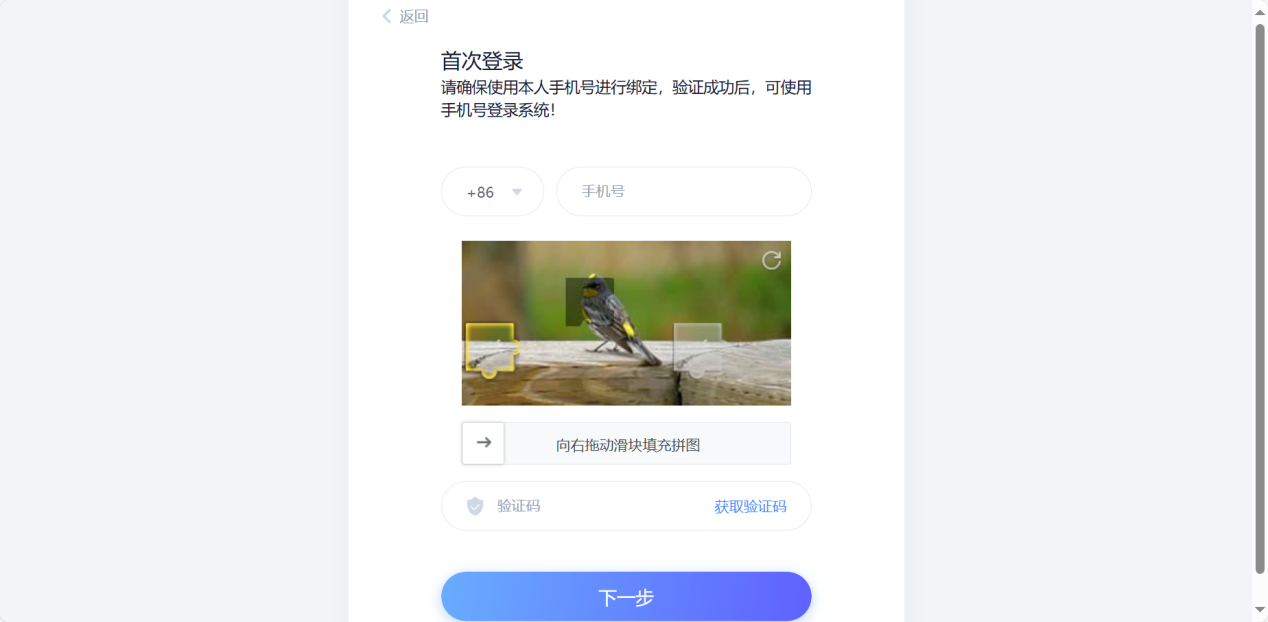 返回
首次登录
请确保使用本人手机号进行绑定，验证成功后，可使用
手机号登录系统！
+86
手机号
向右拖动滑块填充拼图
验证码
获取验证码
下一步